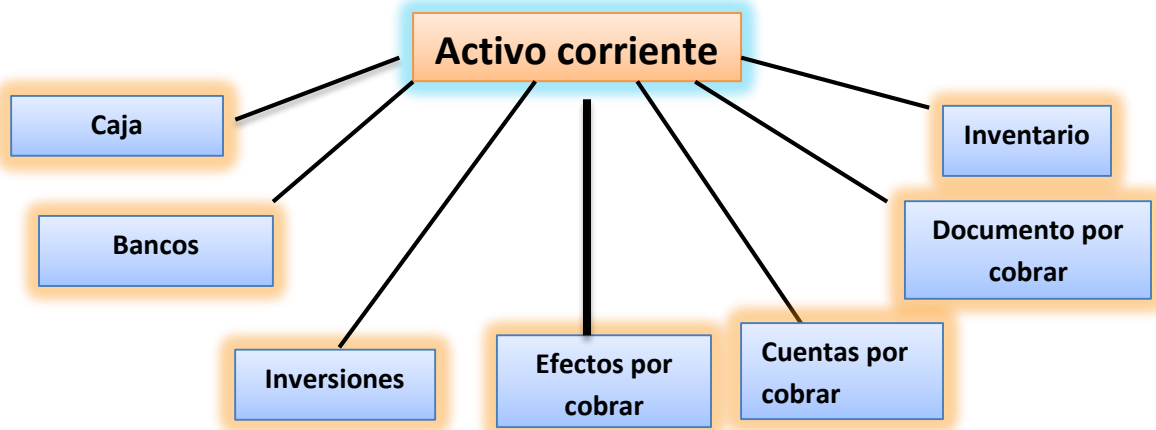 Activo corriente
Caja
Inventario
Bancos
Documento por
cobrar
Inversiones
Efectos por
cobrar
Cuentas por
cobrar